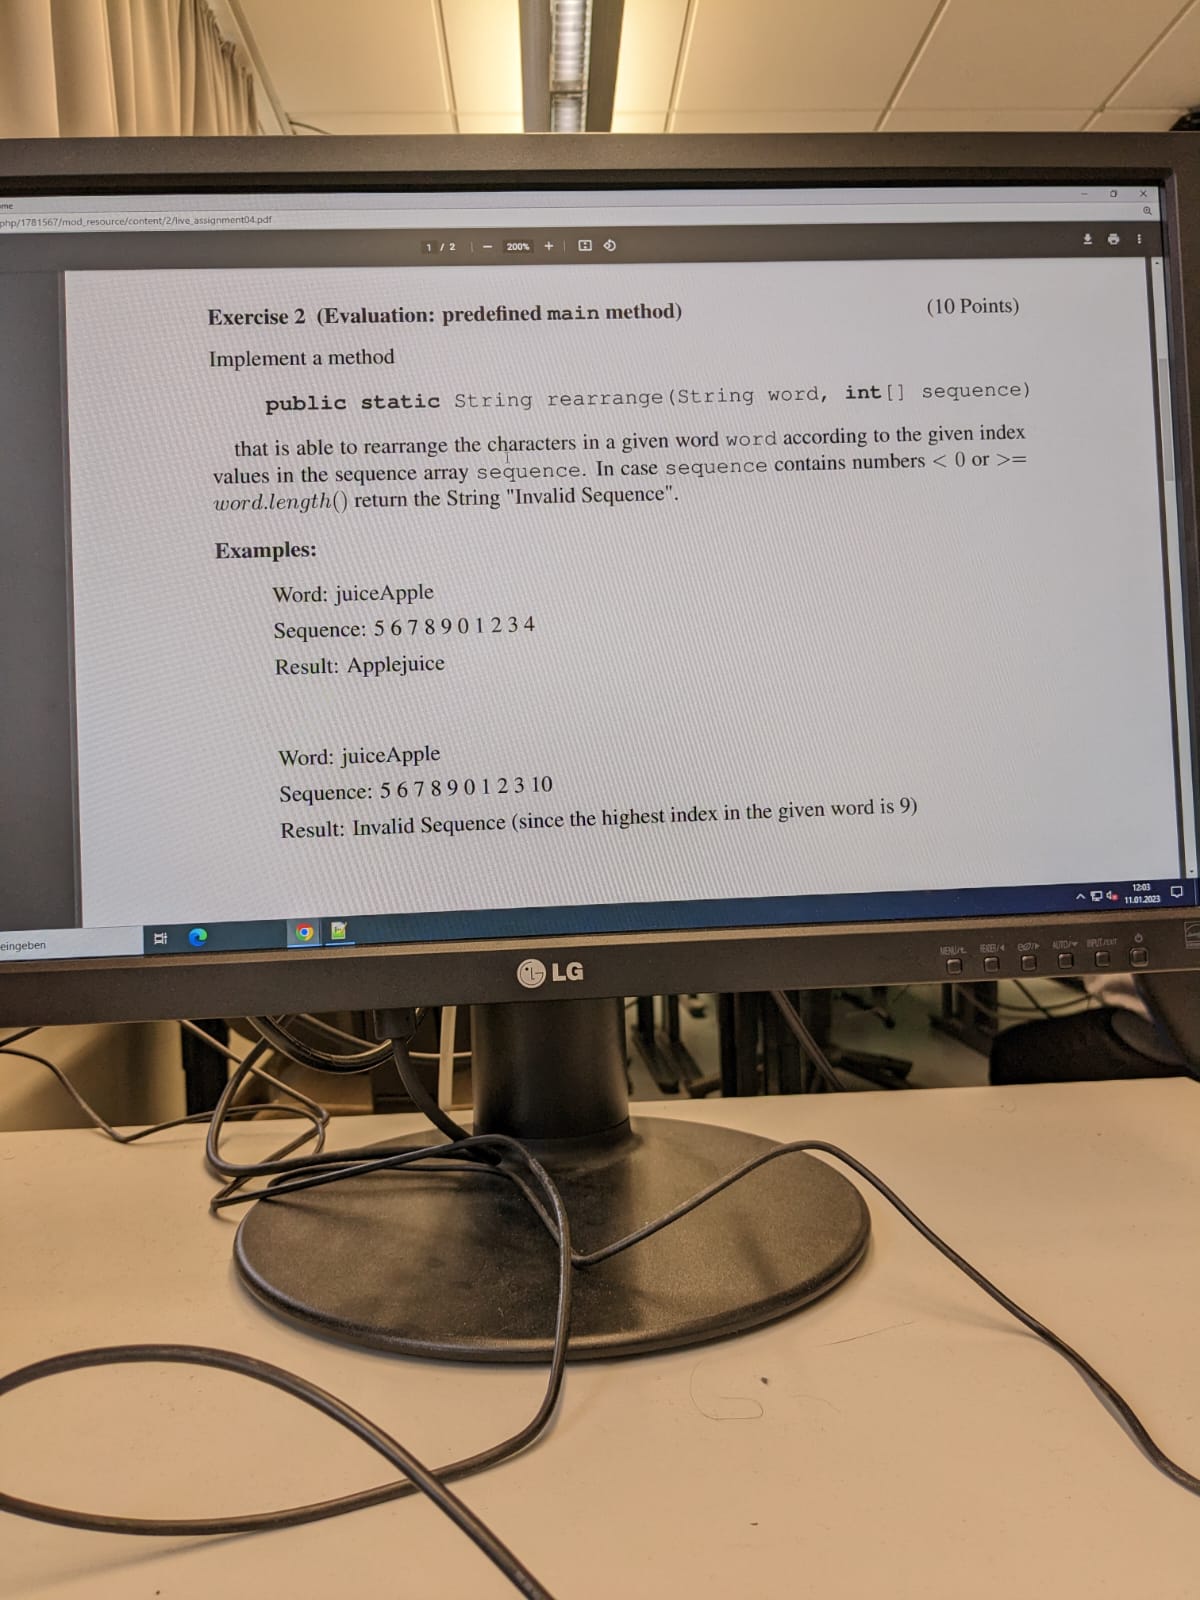 ome
php/1781567/mod_resource/content/2/live_assignment04.pdf
1 / 2 | − 200% + |
Exercise 2 (Evaluation: predefined main method) (10 Points)
Implement a method
public static String rearrange(String word, int[] sequence)
that is able to rearrange the characters in a given word word according to the given index
values in the sequence array sequence. In case sequence contains numbers < 0 or >=
word.length() return the String "Invalid Sequence".
Examples:
Word: juiceApple
Sequence: 5 6 7 8 9 0 1 2 3 4
Result: Applejuice
Word: juiceApple
Sequence: 5 6 7 8 9 0 1 2 3 10
Result: Invalid Sequence (since the highest index in the given word is 9)
12:03
11.01.2023
eingeben
LG